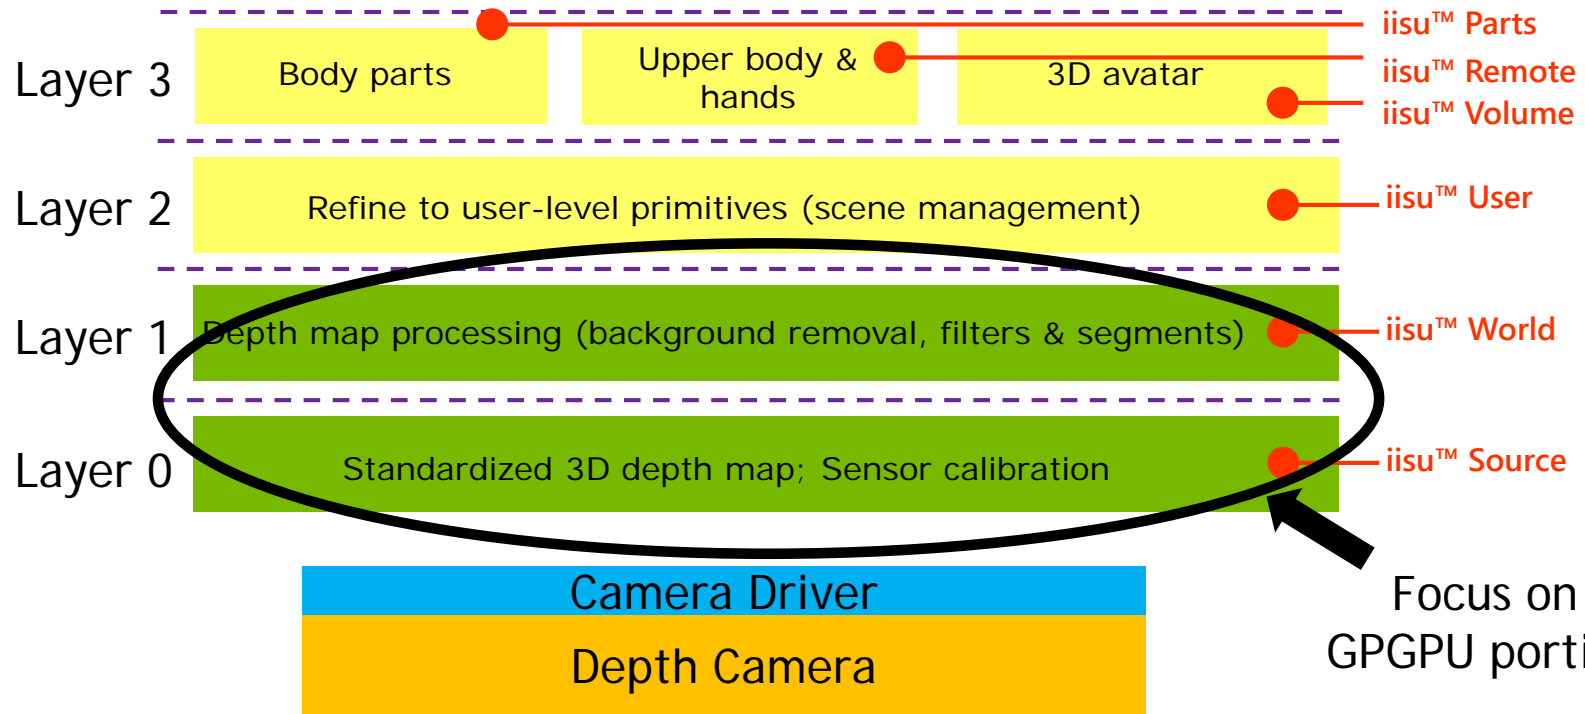 iisu™ Parts
Layer 3
Body parts
Upper body &
hands
3D avatar
iisu™ Remote
iisu™ Volume
Layer 2
Refine to user-level primitives (scene management)
iisu™ User
Layer 1
Depth map processing (background removal, filters & segments)
iisu™ World
Layer 0
Standardized 3D depth map; Sensor calibration
iisu™ Source
Camera Driver
Depth Camera
Focus on
GPGPU